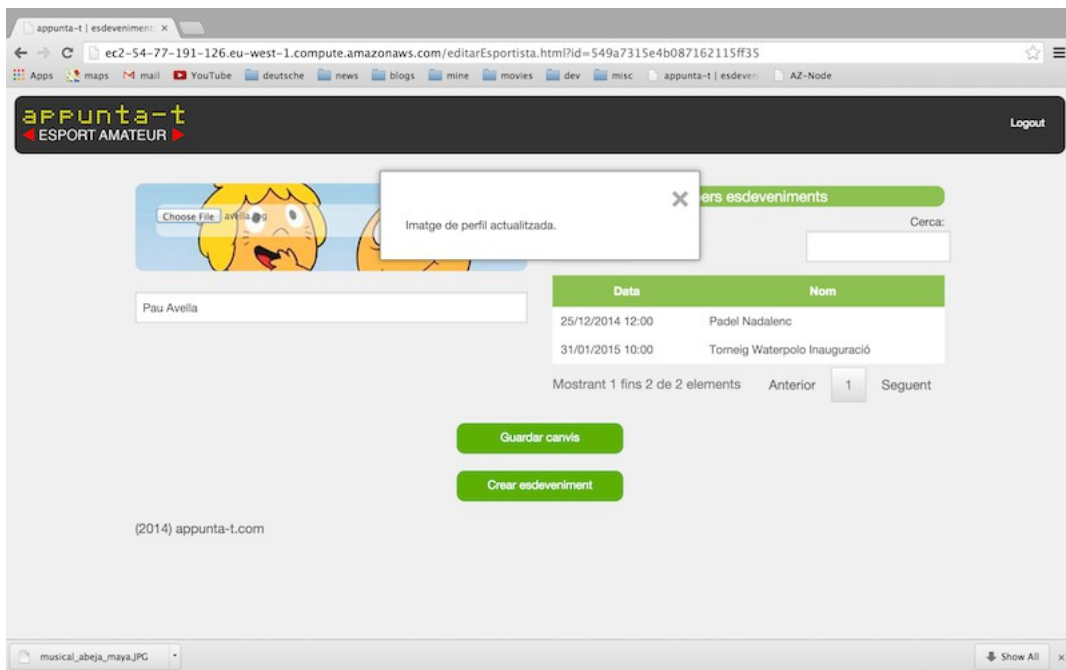 appunta-t | esdeveniment
ec2-54-77-191-126.eu-west-1.compute.amazonaws.com/editarEsportista.html?id=549a7315e4b087162115ff35
Apps maps mail YouTube deutsche news blogs mine movies dev misc appunta-t | esdeven AZ-Node
appunta-t
ESPORT AMATEUR
Logout
Choose File avella.jpg
Imatge de perfil actualitzada.
pers esdeveniments
Cerca:
Pau Avella
Data Nom
25/12/2014 12:00 Padel Nadalenc
31/01/2015 10:00 Torneig Waterpolo Inauguració
Mostrant 1 fins 2 de 2 elements Anterior 1 Seguent
Guardar canvis
Crear esdeveniment
(2014) appunta-t.com
musical_abeja_maya.JPG
Show All